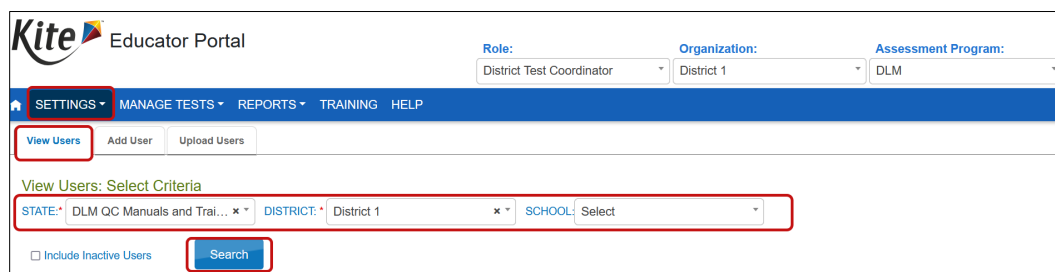 Kite Educator Portal
Role: Organization: Assessment Program:
District Test Coordinator District 1 DLM
SETTINGS MANAGE TESTS REPORTS TRAINING HELP
View Users Add User Upload Users
View Users: Select Criteria
STATE:* DLM QC Manuals and Trai... DISTRICT: * District 1 SCHOOL: Select
Include Inactive Users Search